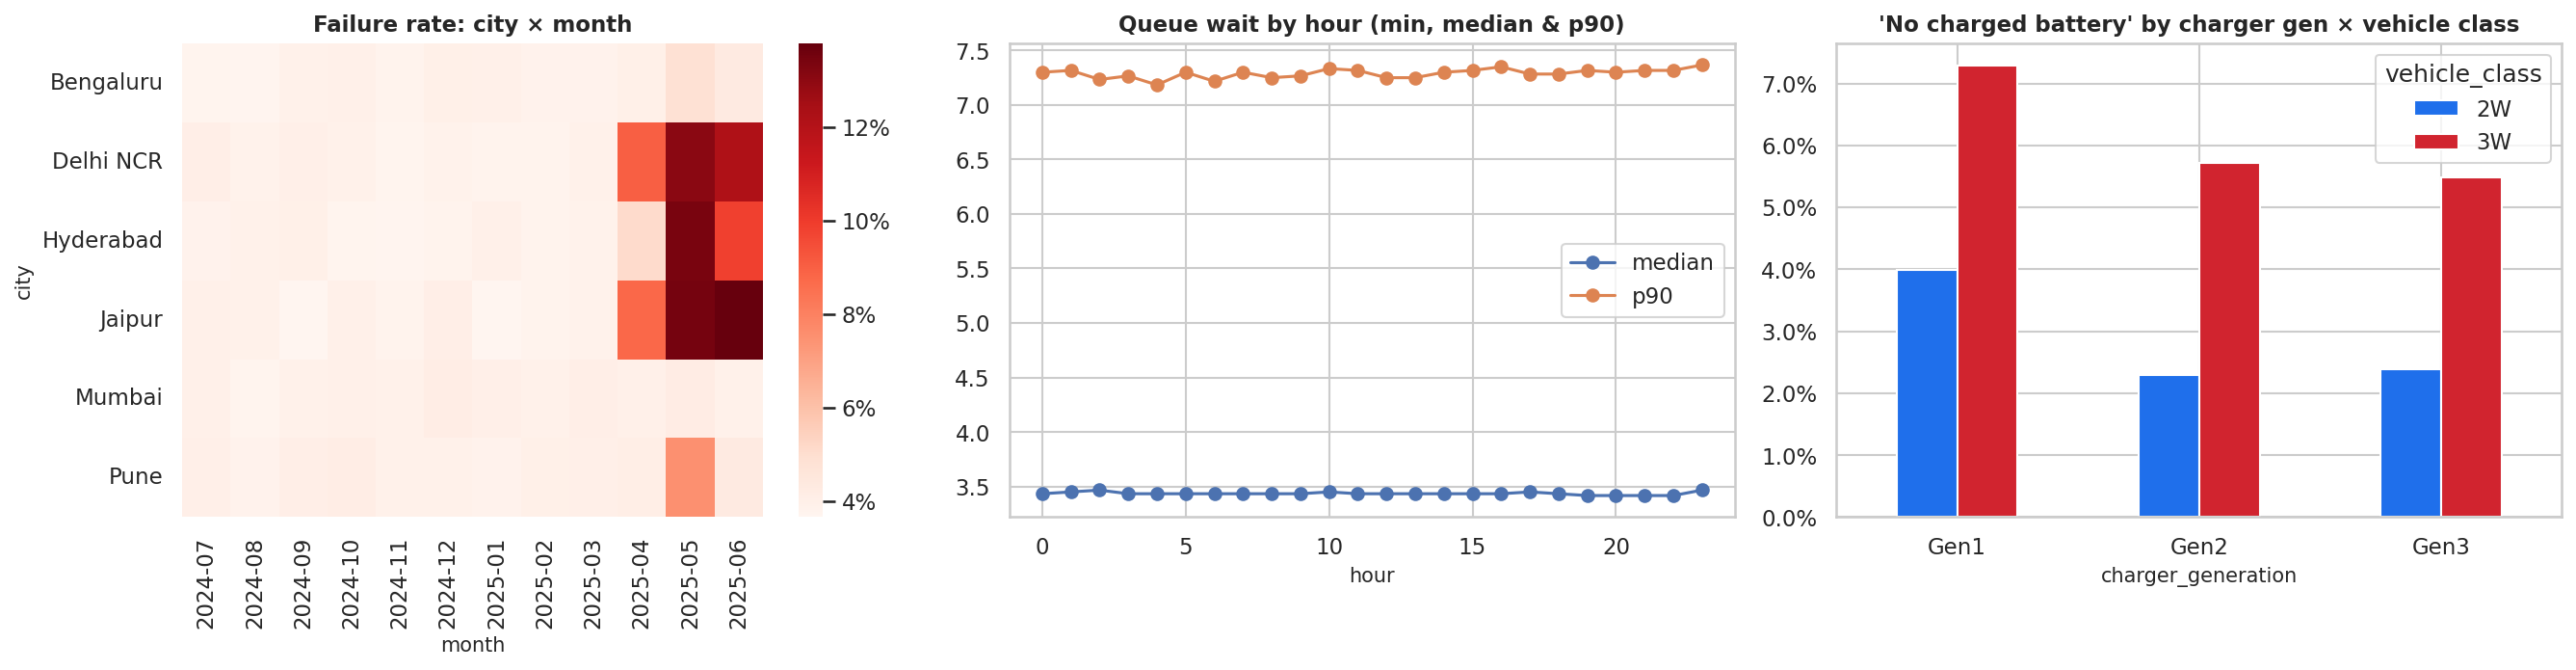 Failure rate: city × month
Bengaluru
Delhi NCR
Hyderabad
Jaipur
Mumbai
Pune
city
2024-07
2024-08
2024-09
2024-10
2024-11
2024-12
2025-01
2025-02
2025-03
2025-04
2025-05
2025-06
month
12%
10%
8%
6%
4%
Queue wait by hour (min, median & p90)
7.5
7.0
6.5
6.0
5.5
5.0
4.5
4.0
3.5
median
p90
0
5
10
15
20
hour
'No charged battery' by charger gen × vehicle class
7.0%
6.0%
5.0%
4.0%
3.0%
2.0%
1.0%
0.0%
vehicle_class
2W
3W
Gen1
Gen2
Gen3
charger_generation